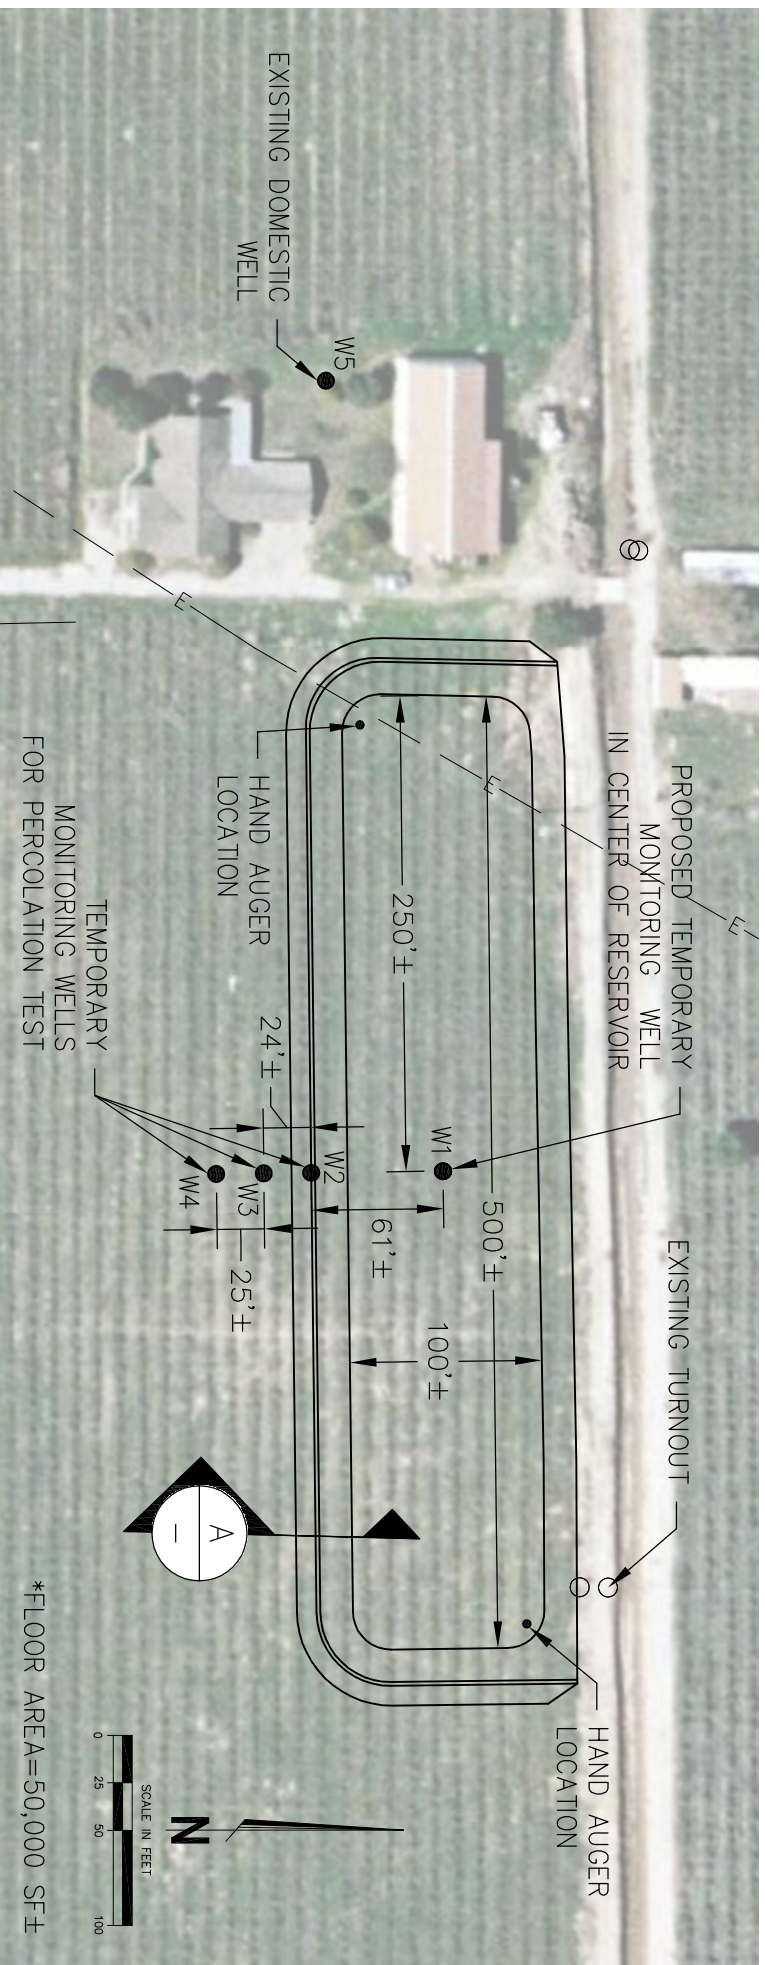 EXISTING DOMESTIC
WELL
W5
E
E
E
PROPOSED TEMPORARY
MONITORING WELL
IN CENTER OF RESERVOIR
HAND AUGER
LOCATION
250'±
500'±
W1
61'±
100'±
24'±
W2
W3
W4
25'±
TEMPORARY
MONITORING WELLS
FOR PERCOLATION TEST
EXISTING TURNOUT
HAND AUGER
LOCATION
A
–
N
0 25 50 100
SCALE IN FEET
*FLOOR AREA=50,000 SF±